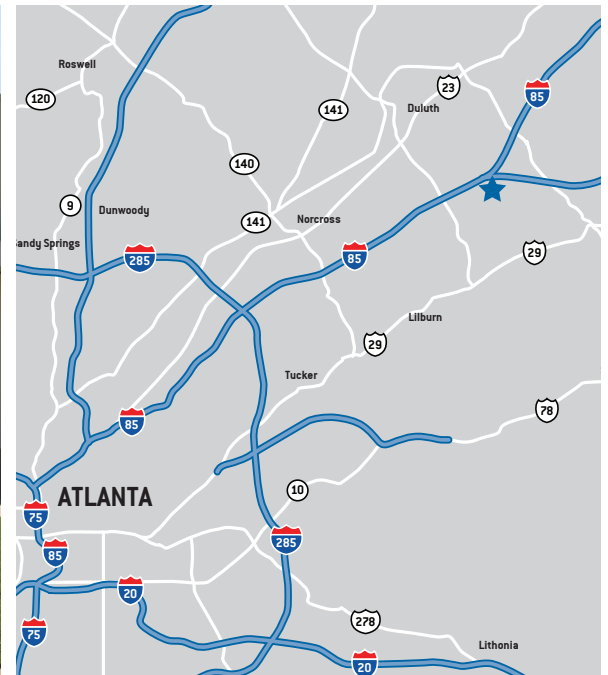 Roswell
120
23
85
Duluth
141
140
9
Dunwoody
141
Norcross
andy Springs
285
85
29
Lilburn
29
Tucker
78
85
10
ATLANTA
75
285
85
20
278
75
Lithonia
20